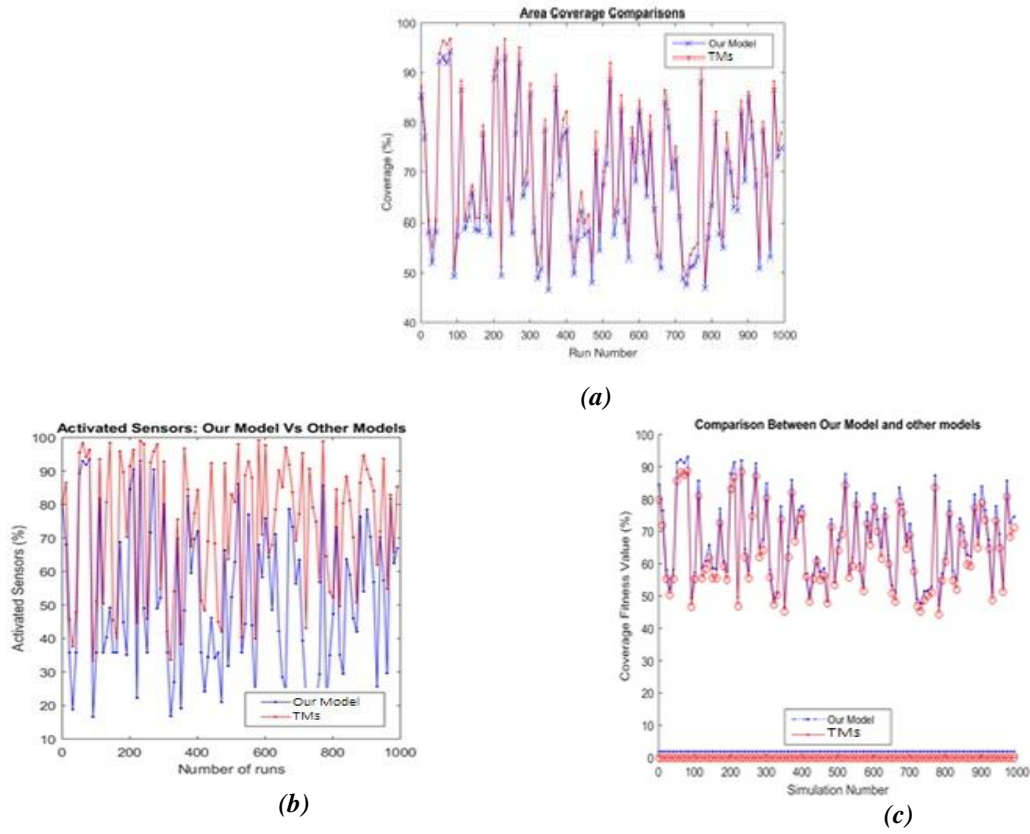 Area Coverage Comparisons
Coverage (%)
100
90
80
70
60
50
40
Our Model
TMs
0 100 200 300 400 500 600 700 800 900 1000
Run Number
(a)
Activated Sensors: Our Model Vs Other Models
Activated Sensors (%)
100
90
80
70
60
50
40
30
20
10
Our Model
TMs
0 200 400 600 800 1000
Number of runs
(b)
Comparison Between Our Model and other models
Coverage Fitness Value (%)
100
90
80
70
60
50
40
30
20
10
0
Our Model
TMs
0 100 200 300 400 500 600 700 800 900 1000
Simulation Number
(c)